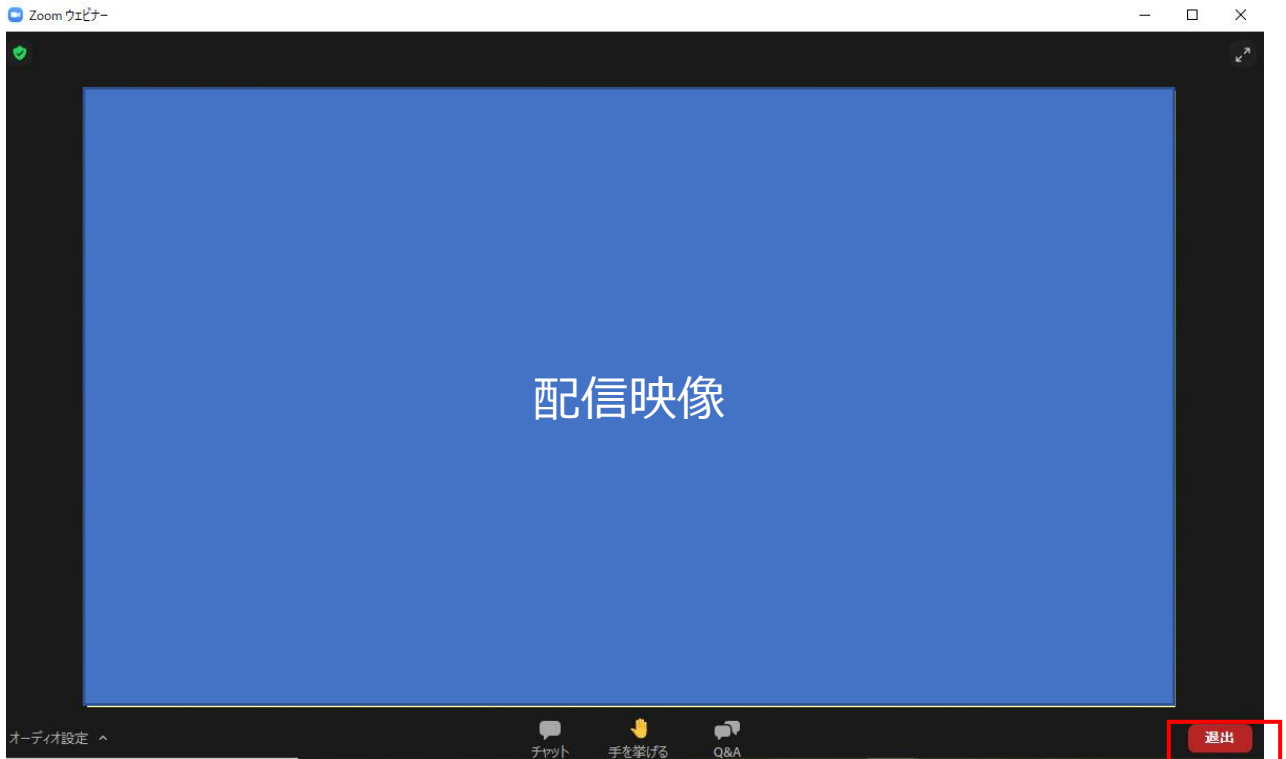 Zoom ウェビナー
配信映像
オーディオ設定
チャット
手を挙げる
Q&A
退出